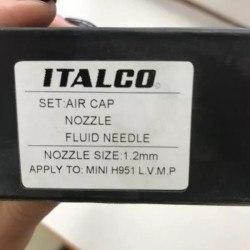 ITALCO
SET:AIR CAP
NOZZLE
FLUID NEEDLE
NOZZLE SIZE:1.2mm
APPLY TO: MINI H951 L.V.M.P